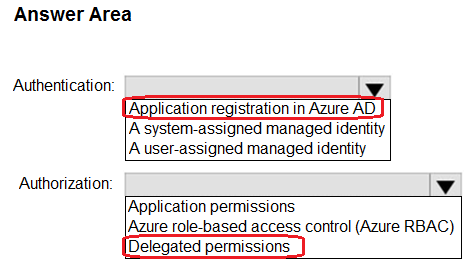 Answer Area
Authentication:
Application registration in Azure AD
A system-assigned managed identity
A user-assigned managed identity
Authorization:
Application permissions
Azure role-based access control (Azure RBAC)
Delegated permissions